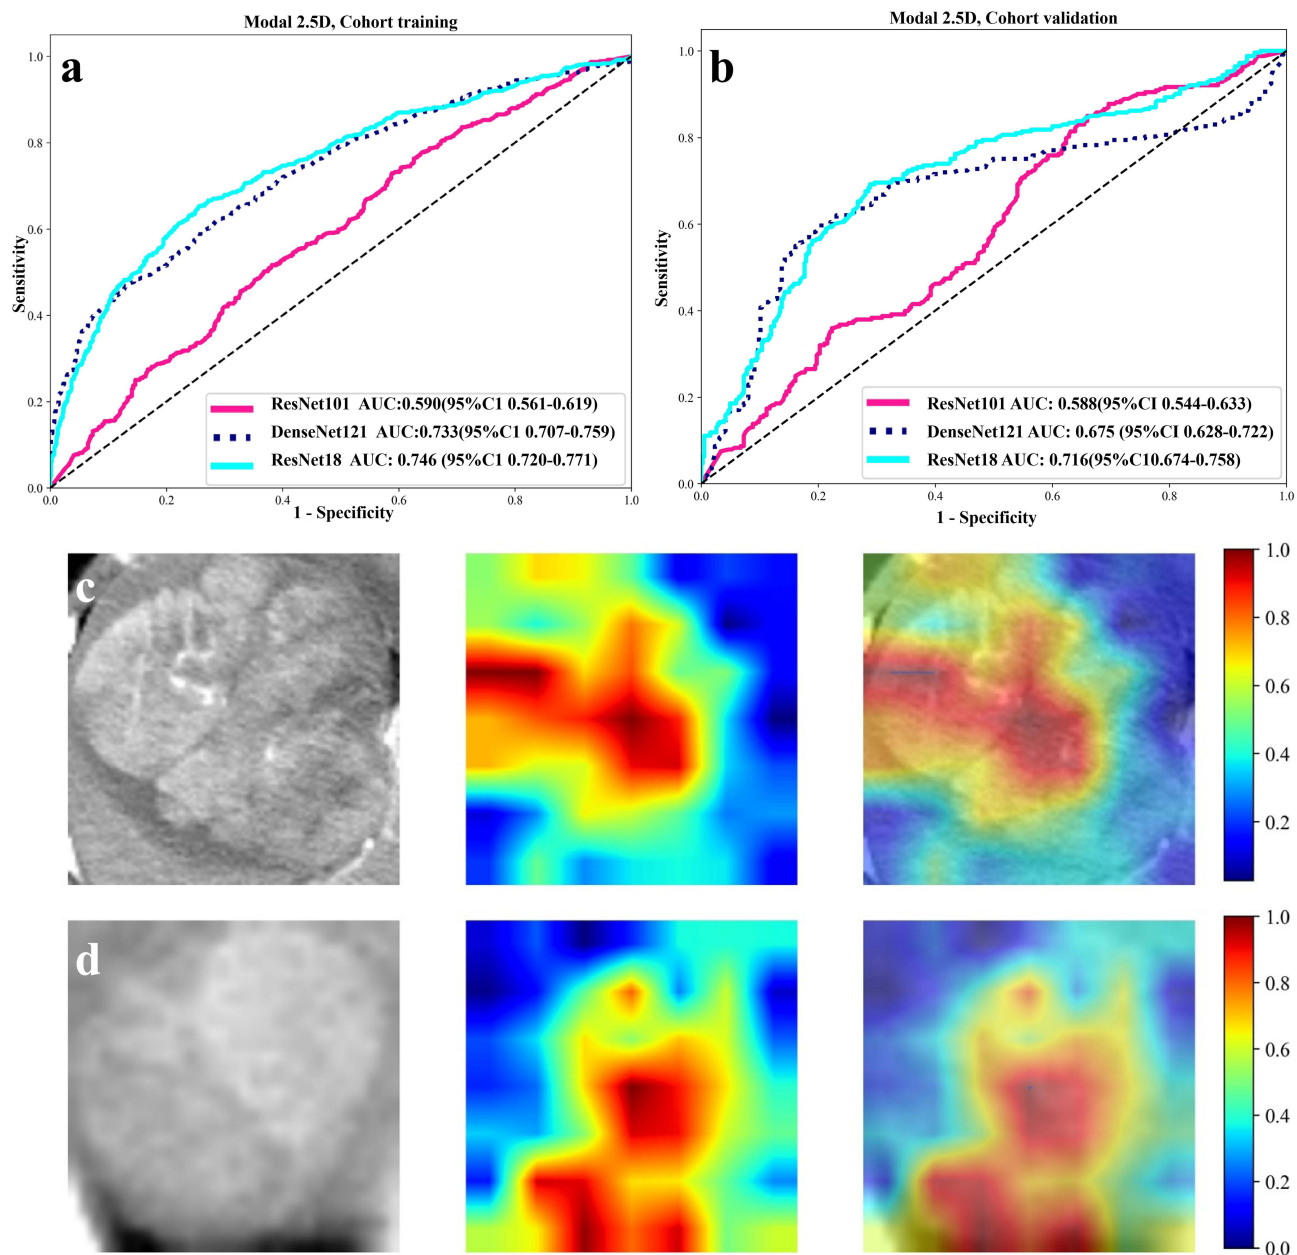 Modal 2.5D, Cohort training
a
1.0
0.8
0.6
0.4
0.2
0.0
Sensitivity
0.0 0.2 0.4 0.6 0.8 1.0
1 - Specificity
ResNet101 AUC:0.590(95%C1 0.561-0.619)
DenseNet121 AUC:0.733(95%C1 0.707-0.759)
ResNet18 AUC: 0.746 (95%C1 0.720-0.771)
Modal 2.5D, Cohort validation
b
1.0
0.8
0.6
0.4
0.2
0.0
Sensitivity
0.0 0.2 0.4 0.6 0.8 1.0
1 - Specificity
ResNet101 AUC: 0.588(95%CI 0.544-0.633)
DenseNet121 AUC: 0.675 (95%CI 0.628-0.722)
ResNet18 AUC: 0.716(95%C10.674-0.758)
c
1.0
0.8
0.6
0.4
0.2
d
1.0
0.8
0.6
0.4
0.2
0.0